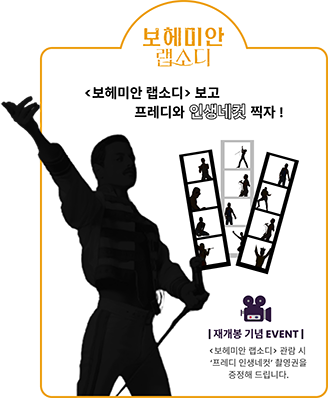 보헤미안
랩소디
<보헤미안 랩소디> 보고
프레디와 인생네컷 찍자 !
| 재개봉 기념 EVENT |
<보헤미안 랩소디> 관람 시
'프레디 인생네컷' 촬영권을
증정해 드립니다.